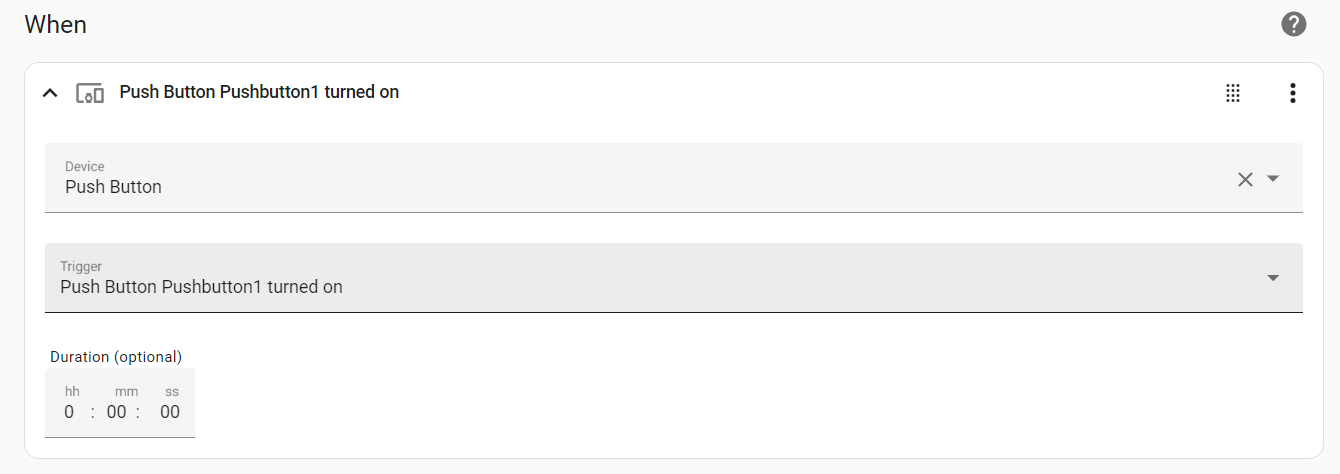 When
Push Button Pushbutton1 turned on
Device
Push Button
Trigger
Push Button Pushbutton1 turned on
Duration (optional)
hh mm ss
0 : 00 : 00